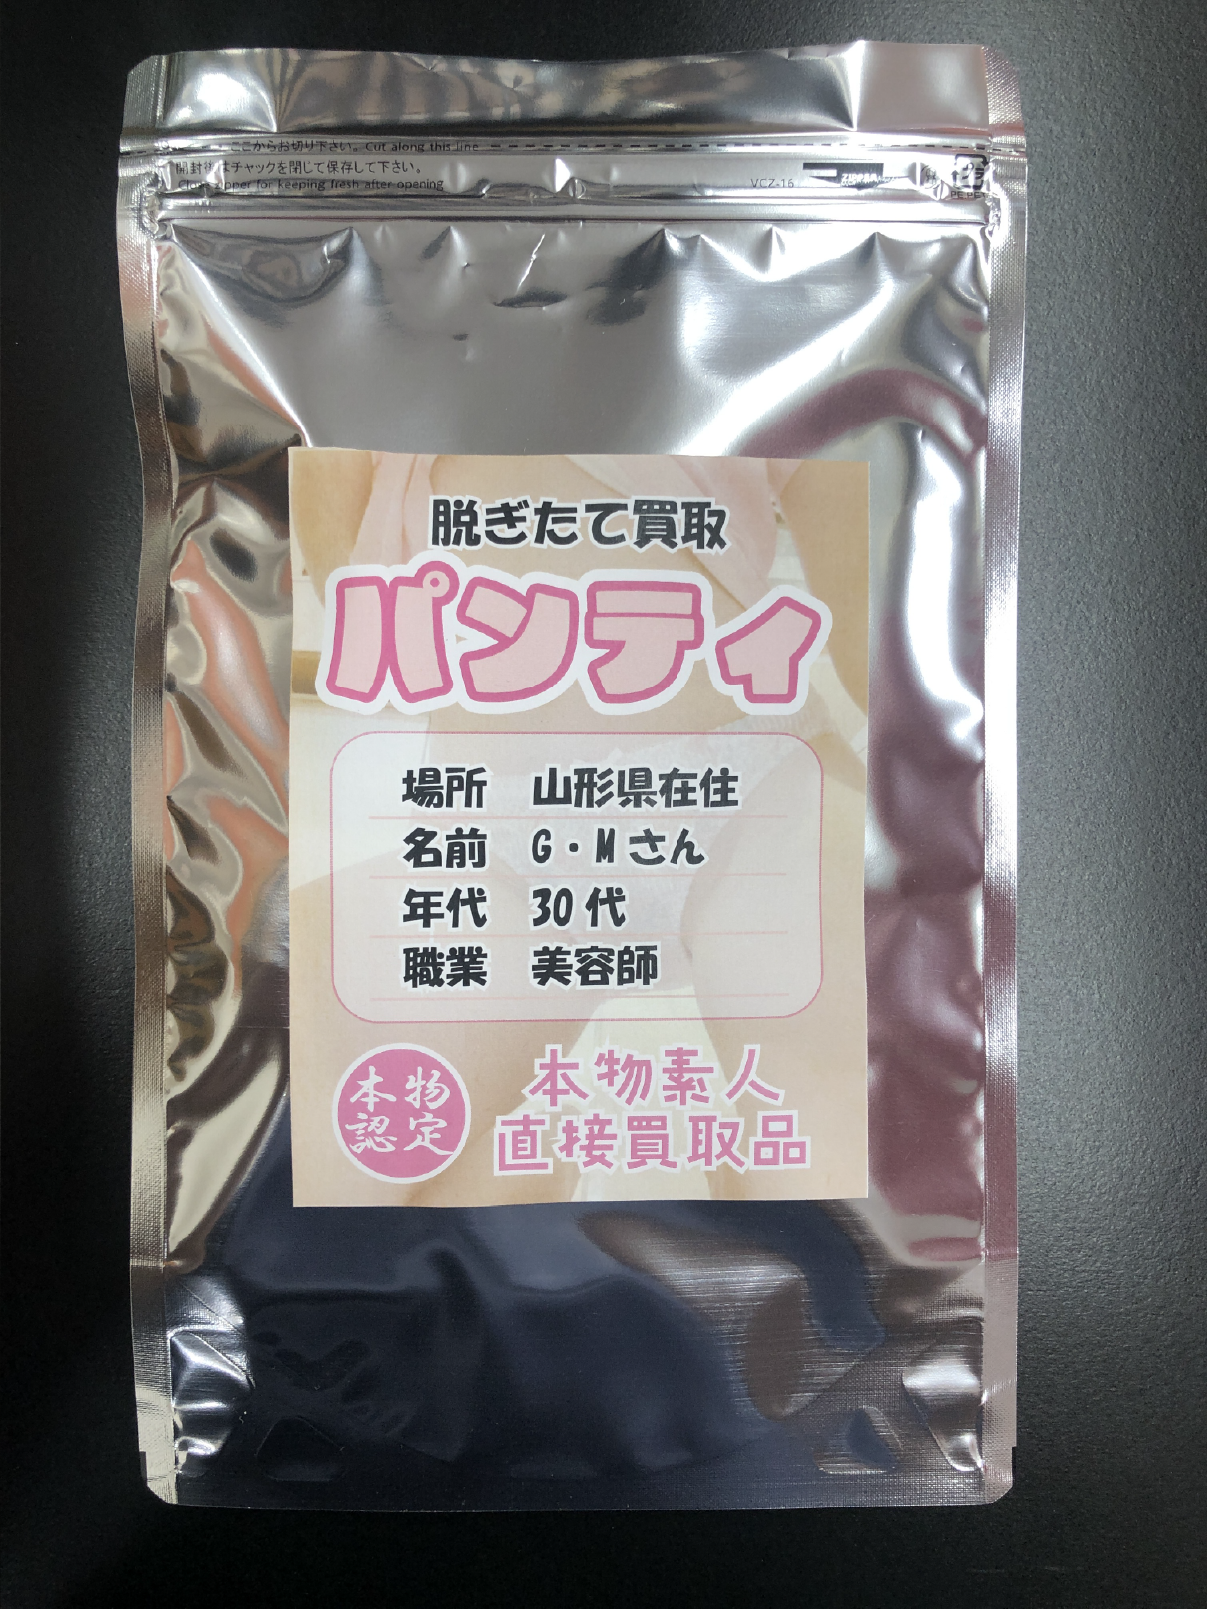 ここからお切り下さい。Cut along this line
開封後はチャックを閉じて保存して下さい。
Close zipper for keeping fresh after opening
VCZ-16
PE PET
脱ぎたて買取
パンティ
場所 山形県在住
名前 G・Mさん
年代 30代
職業 美容師
本物
認定
本物素人
直接買取品